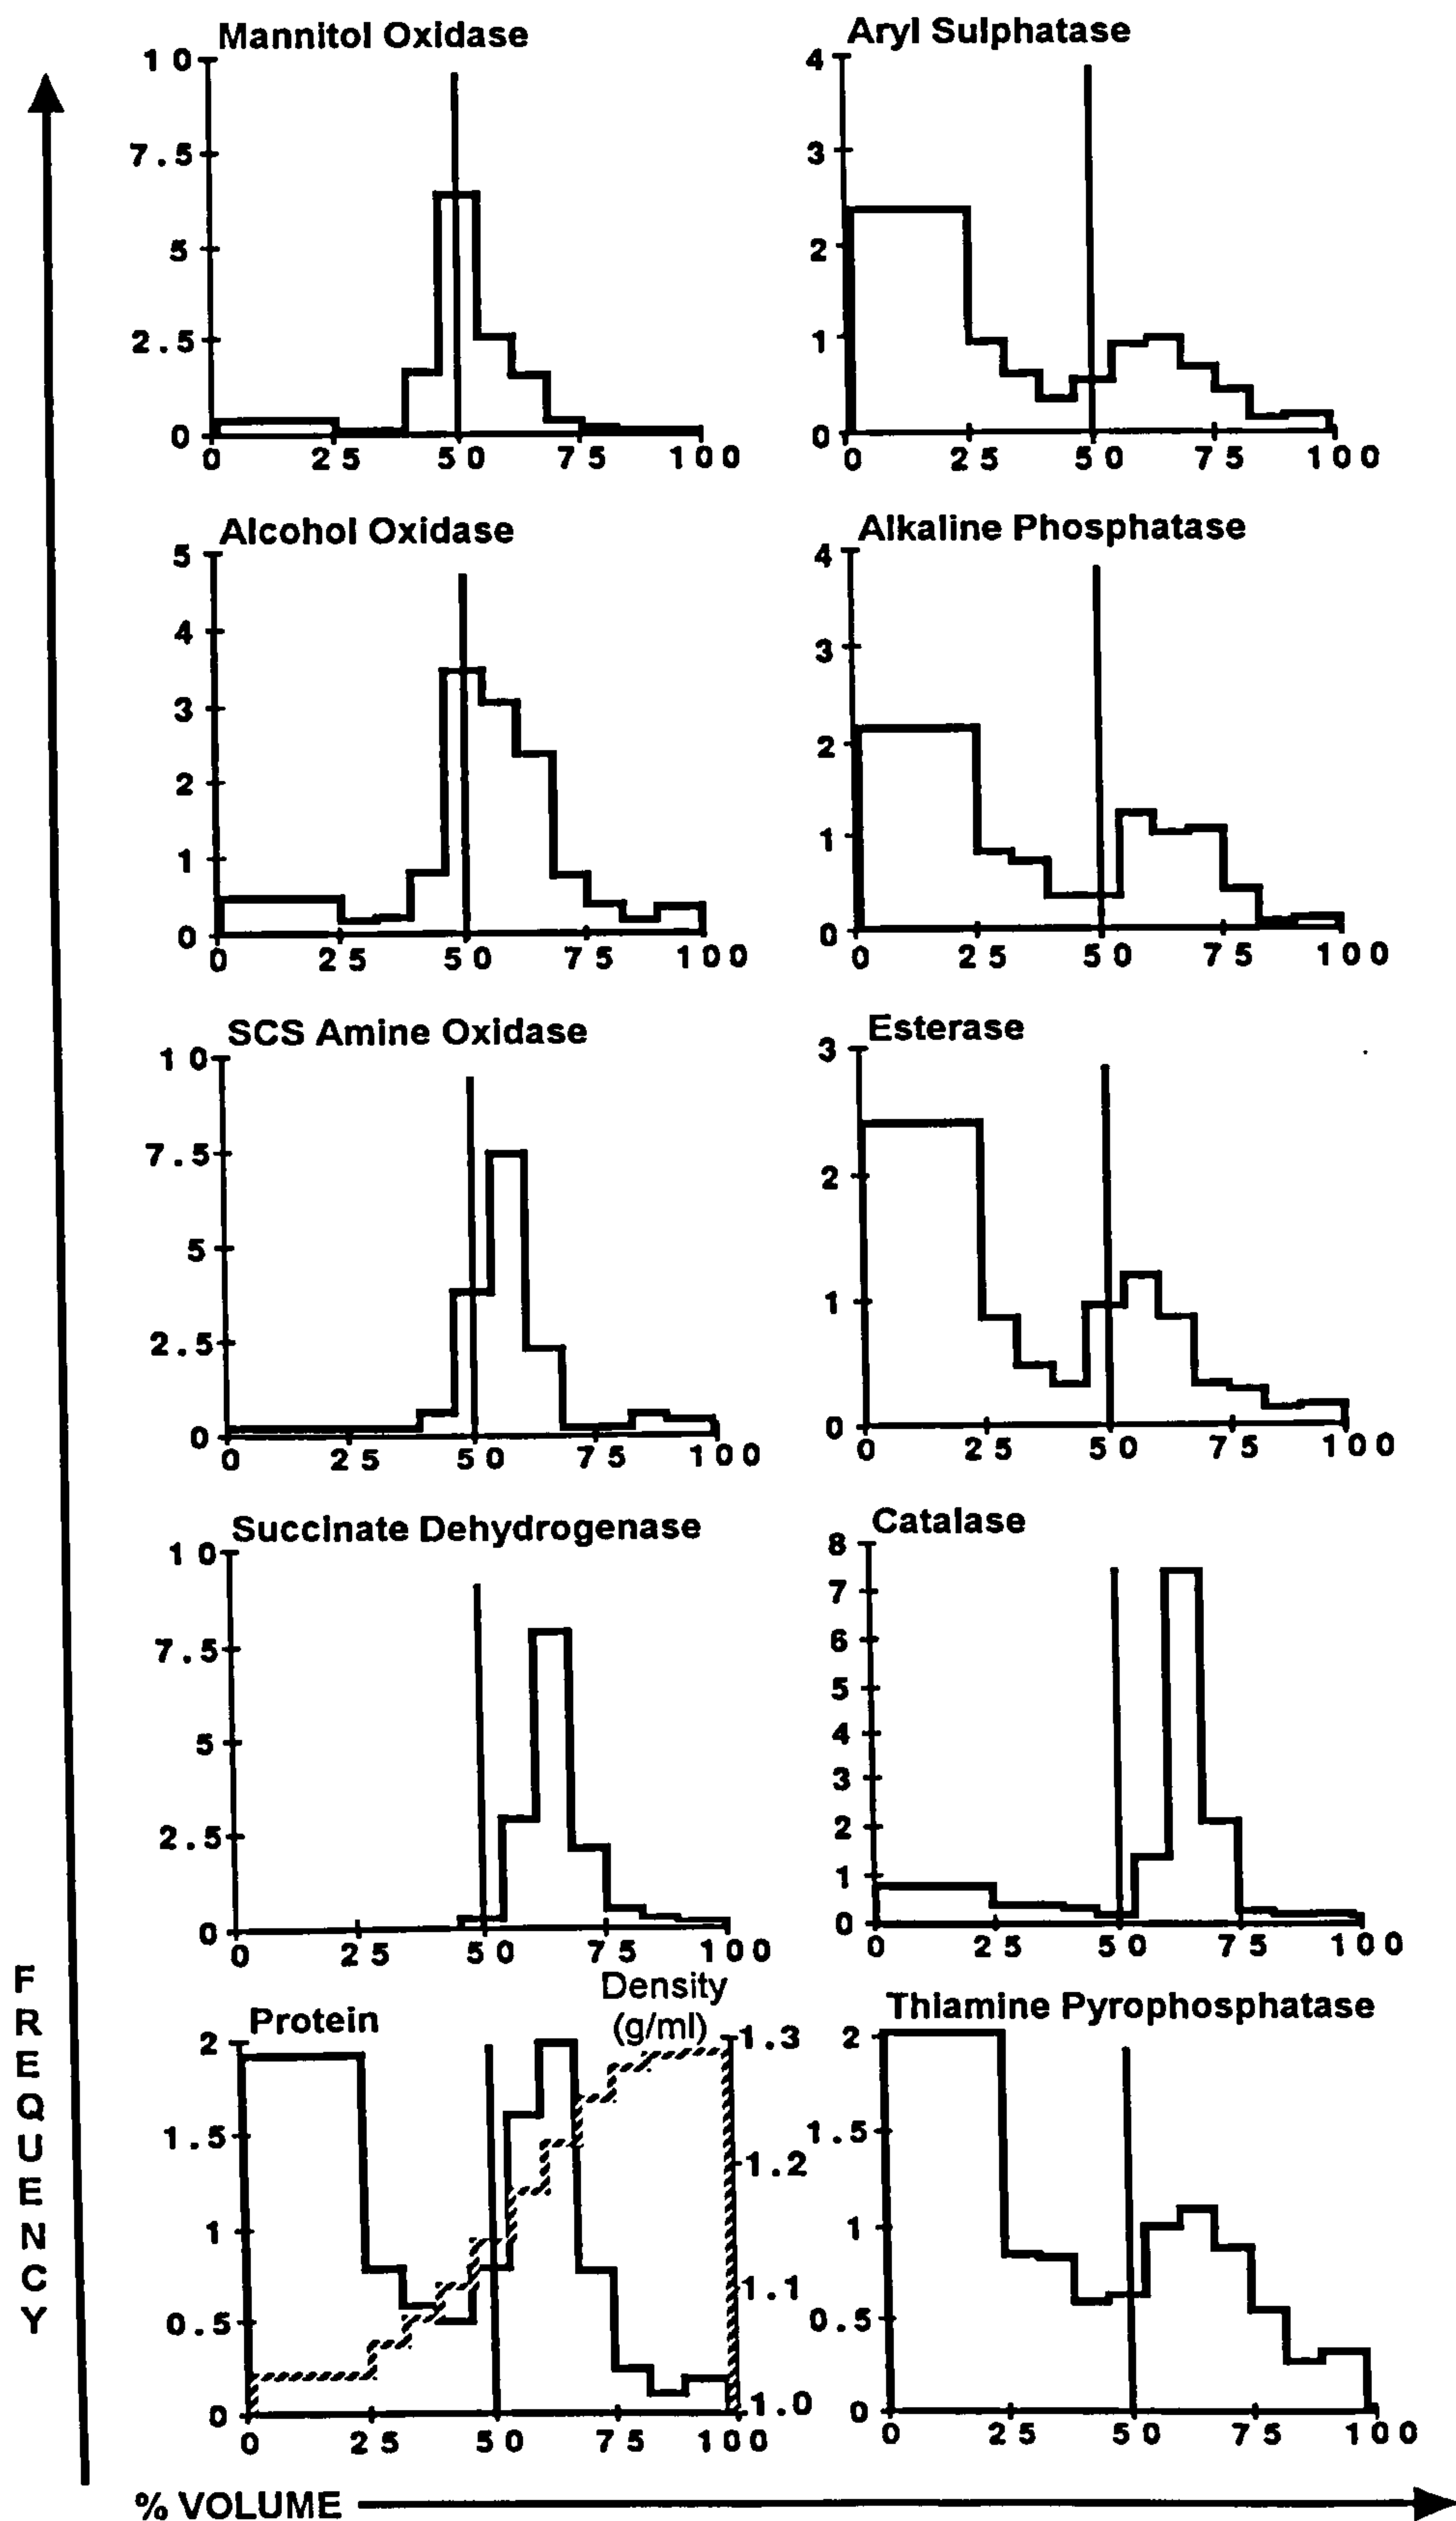 Mannitol Oxidase
10
7.5
5
2.5
0
0 25 50 75 100
Aryl Sulphatase
4
3
2
1
0
0 25 50 75 100
Alcohol Oxidase
5
4
3
2
1
0
0 25 50 75 100
Alkaline Phosphatase
4
3
2
1
0
0 25 50 75 100
SCS Amine Oxidase
10
7.5
5
2.5
0
0 25 50 75 100
Esterase
3
2
1
0
0 25 50 75 100
Succinate Dehydrogenase
10
7.5
5
2.5
0
0 25 50 75 100
Catalase
8
7
6
5
4
3
2
1
0
0 25 50 75 100
Protein
Density
(g/ml)
2
1.5
1
0.5
0
1.3
1.2
1.1
1.0
0 25 50 75 100
Thiamine Pyrophosphatase
2
1.5
1
0.5
0
0 25 50 75 100
FREQUENCY
% VOLUME